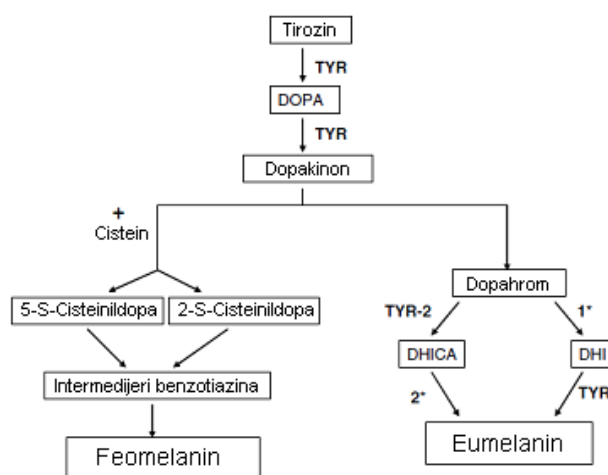 Tirozin
TYR
DOPA
TYR
Dopakinon
+
Cistein
Dopahrom
5-S-Cisteinildopa
2-S-Cisteinildopa
TYR-2
1*
DHICA
DHI
Intermedijeri benzotiazina
2*
TYR
Feomelanin
Eumelanin